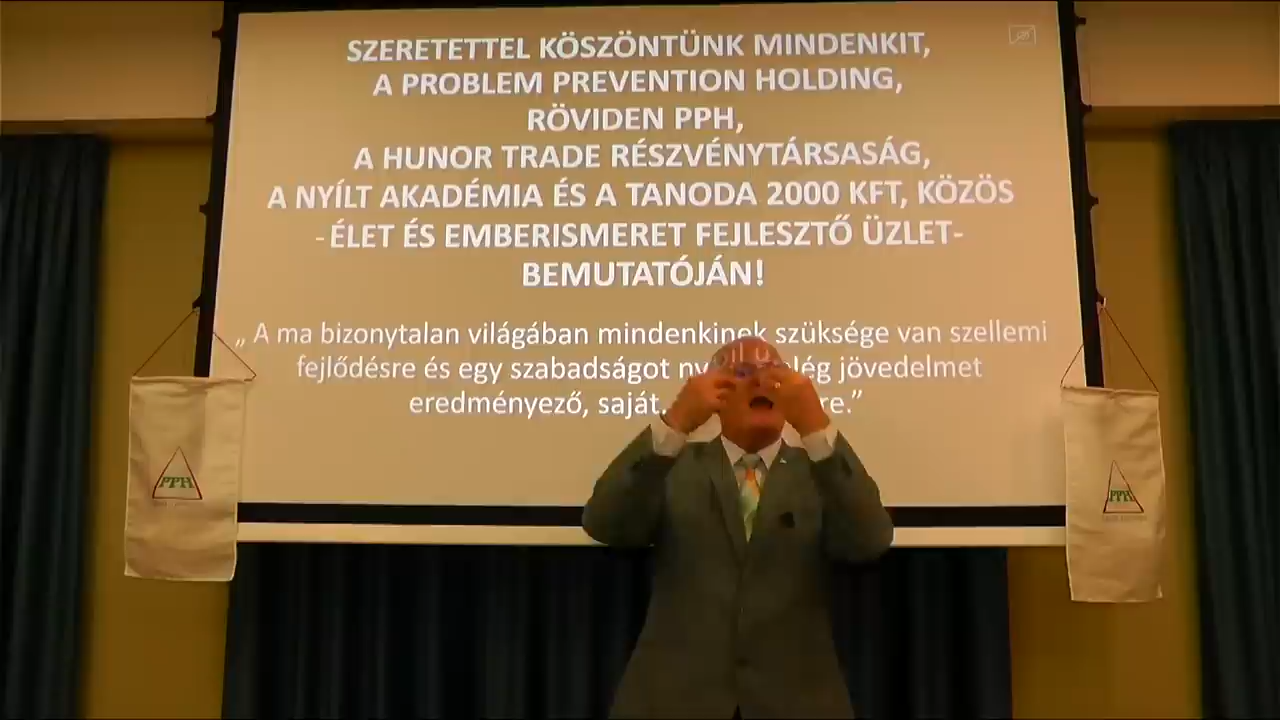 SZERETETTEL KÖSZÖNTÜNK MINDENKIT,
A PROBLEM PREVENTION HOLDING,
RÖVIDEN PPH,
A HUNOR TRADE RÉSZVÉNYTÁRSASÁG,
A NYÍLT AKADÉMIA ÉS A TANODA 2000 KFT, KÖZÖS
-ÉLET ÉS EMBERISMERET FEJLESZTŐ ÜZLET-
BEMUTATÓJÁN!
„ A ma bizonytalan világában mindenkinek szüksége van szellemi
fejlődésre és egy szabadságot elég jövedelmet
eredményező, saját.
PPH
PPH